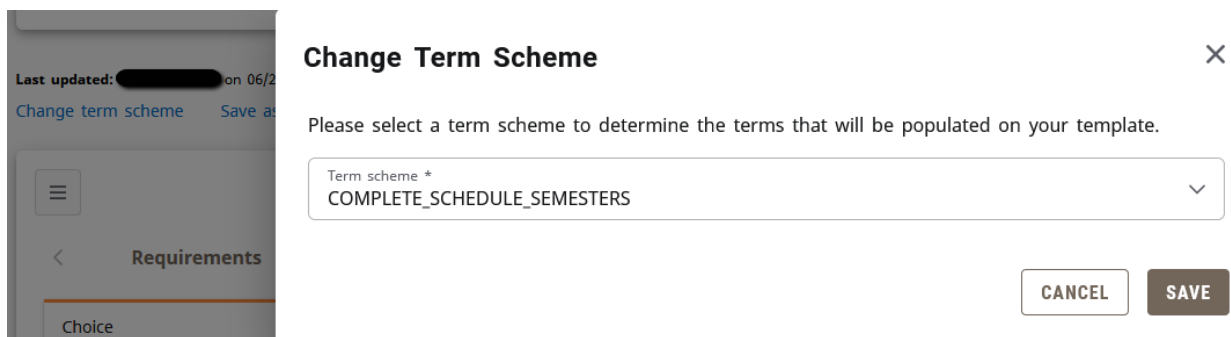 Change Term Scheme
Last updated: on 06/2
Change term scheme Save as
Please select a term scheme to determine the terms that will be populated on your template.
Term scheme *
COMPLETE_SCHEDULE_SEMESTERS
Requirements
CANCEL SAVE
Choice